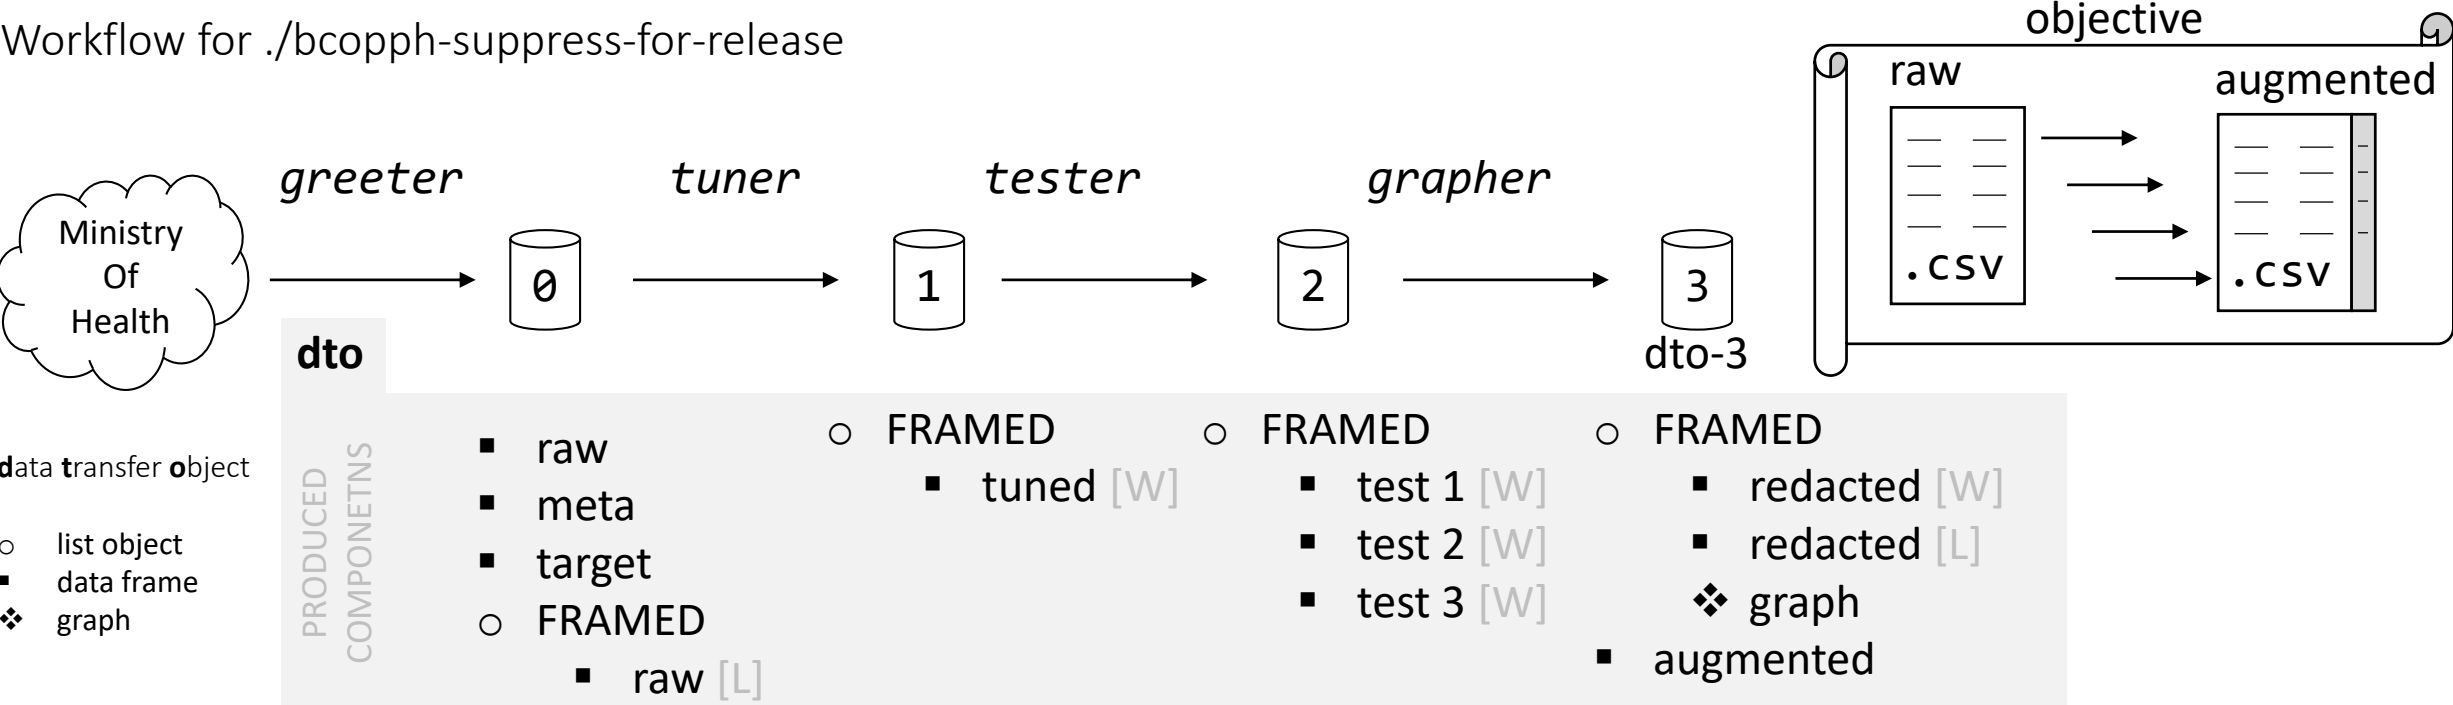 Workflow for ./bcopph-suppress-for-release
objective
raw
augmented
.csv
.csv
greeter
tuner
tester
grapher
Ministry
Of
Health
0
1
2
3
dto-3
dto
data transfer object
○ list object
▪ data frame
❖ graph
PRODUCED
COMPONETNS
▪ raw
▪ meta
▪ target
○ FRAMED
▪ raw [L]
○ FRAMED
▪ tuned [W]
○ FRAMED
▪ test 1 [W]
▪ test 2 [W]
▪ test 3 [W]
○ FRAMED
▪ redacted [W]
▪ redacted [L]
❖ graph
▪ augmented